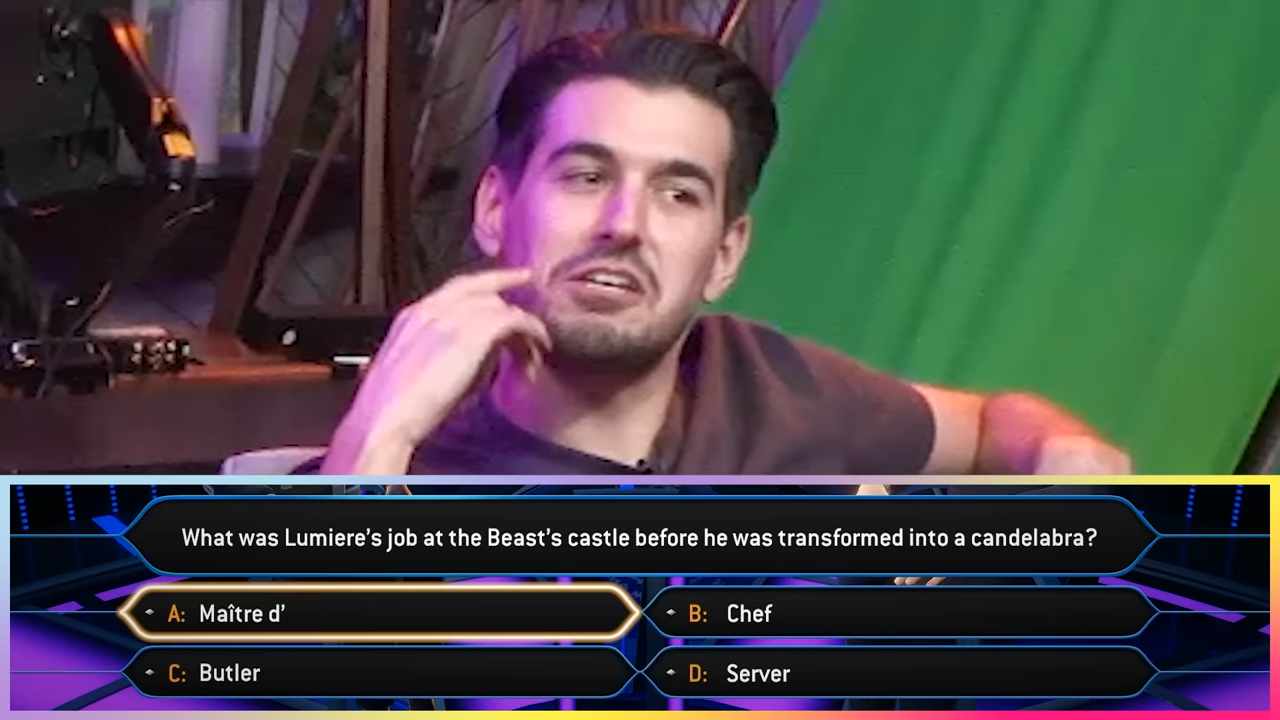 What was Lumiere's job at the Beast's castle before he was transformed into a candelabra?
A: Maître d'
B: Chef
C: Butler
D: Server